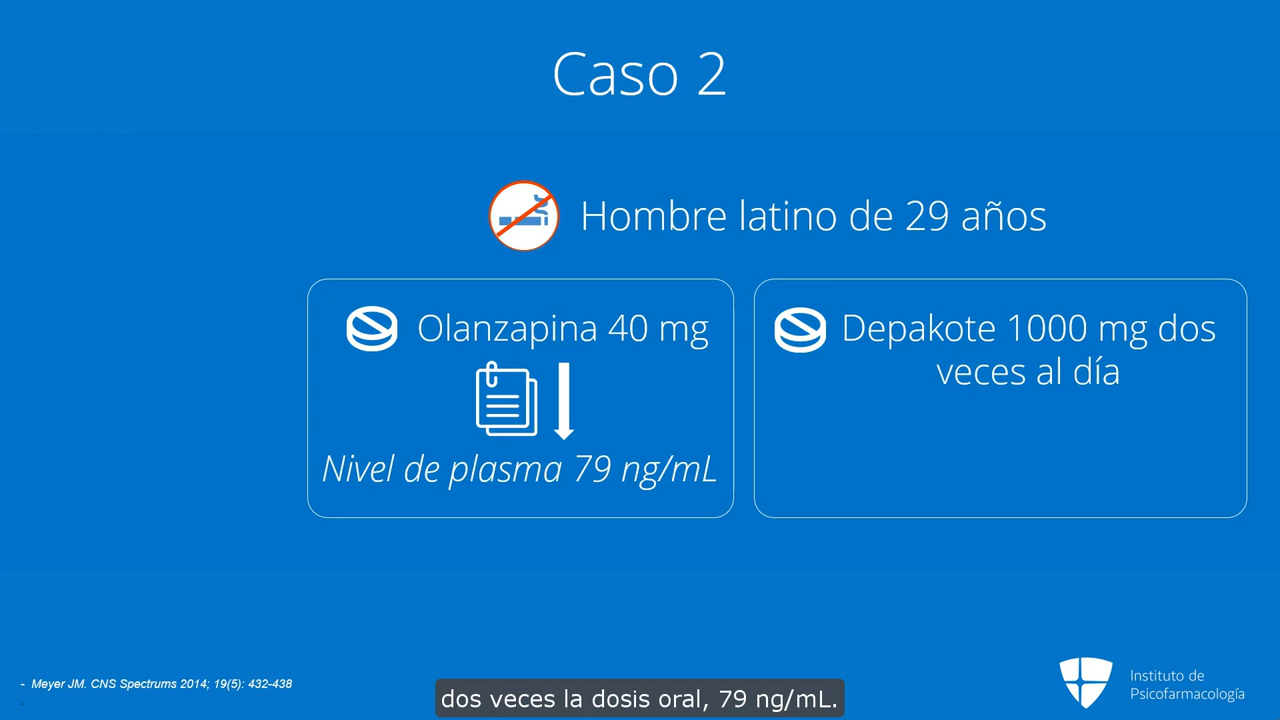 Caso 2
Hombre latino de 29 años
Olanzapina 40 mg
Nivel de plasma 79 ng/mL
Depakote 1000 mg dos
veces al día
- Meyer JM. CNS Spectrums 2014; 19(5): 432-438
.
dos veces la dosis oral, 79 ng/mL.
Instituto de
Psicofarmacología